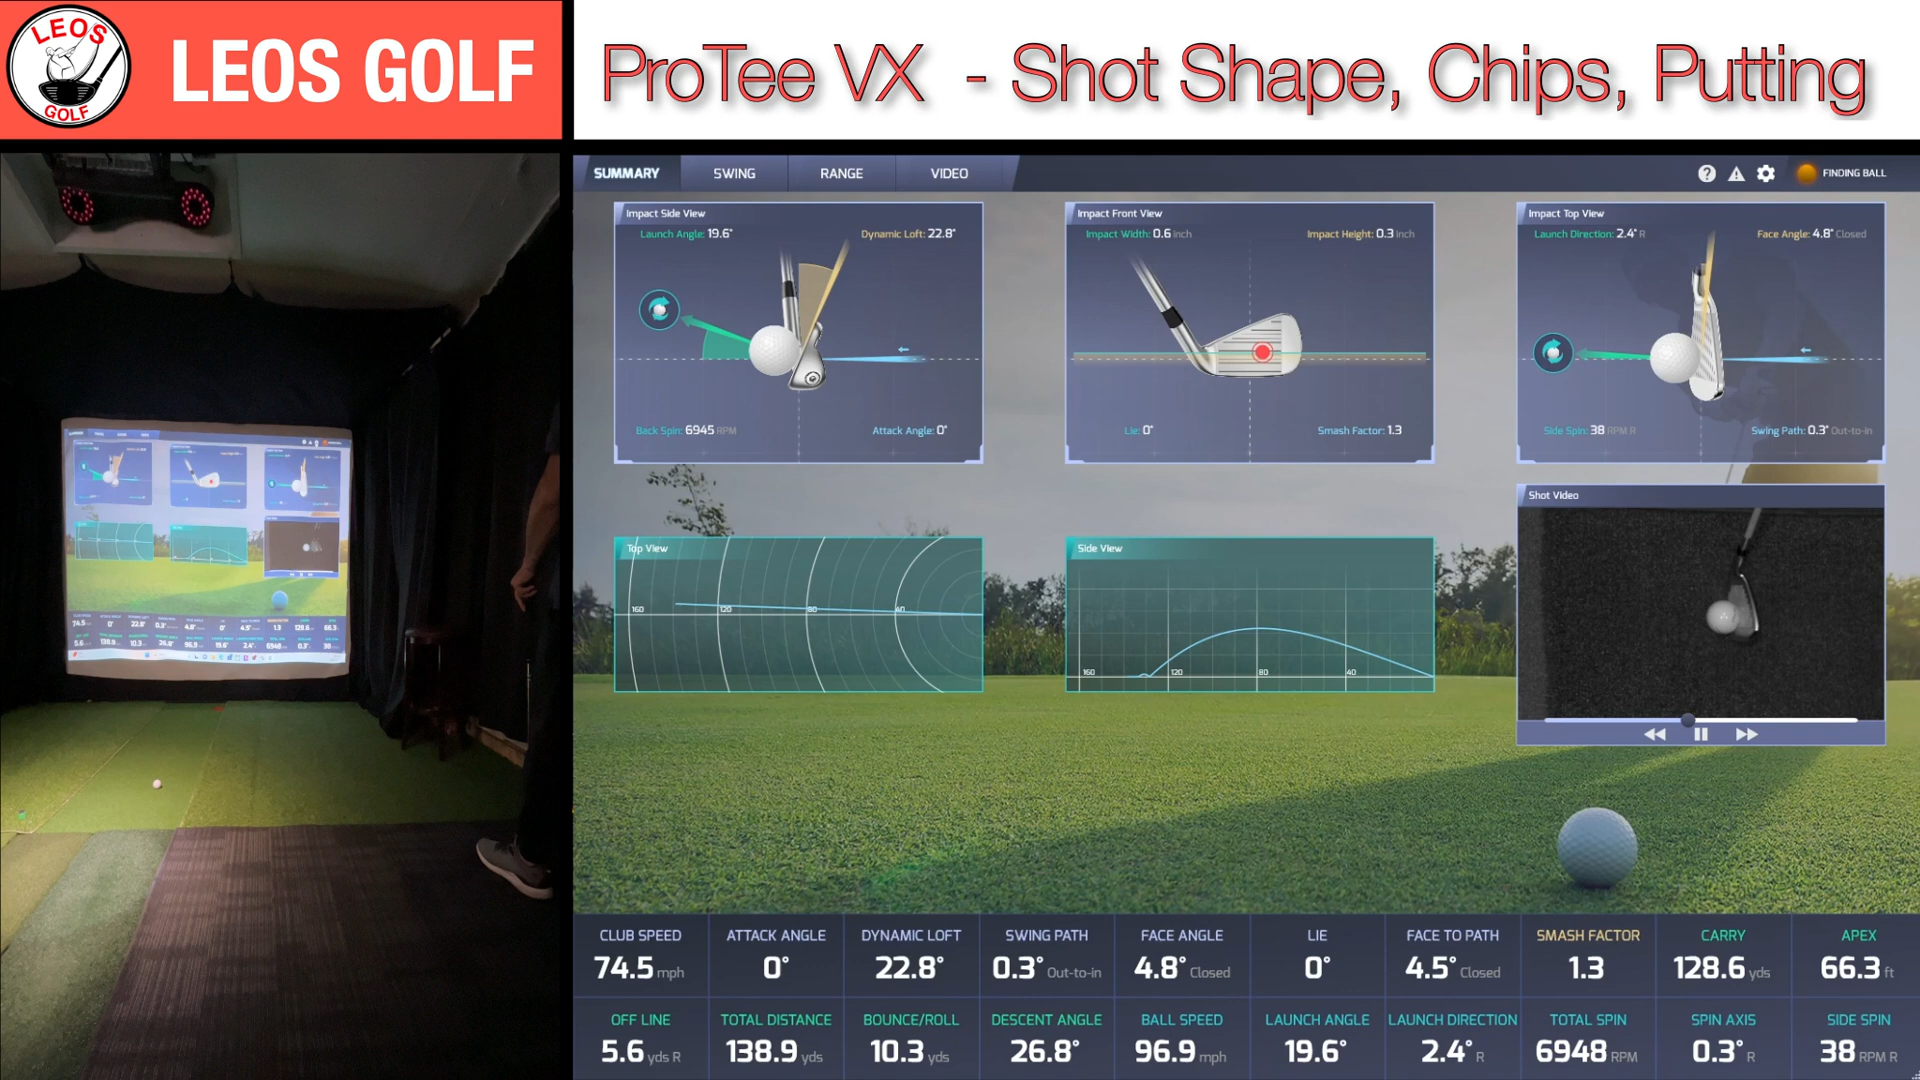 LEOS
GOLF
LEOS GOLF
ProTee VX - Shot Shape, Chips, Putting
SUMMARY
SWING
RANGE
VIDEO
FINDING BALL
Impact Side View
Launch Angle: 19.6°
Dynamic Loft: 22.8°
Back Spin: 6945 RPM
Attack Angle: 0°
Impact Front View
Impact Width: 0.6 Inch
Impact Height: 0.3 Inch
Lie: 0°
Smash Factor: 1.3
Impact Top View
Launch Direction: 2.4° R
Face Angle: 4.8° Closed
Side Spin: 38 RPM R
Swing Path: 0.3° Out-to-in
Top View
160 120 80 40
Side View
160 120 80 40
Shot Video
CLUB SPEED
74.5 mph
ATTACK ANGLE
0°
DYNAMIC LOFT
22.8°
SWING PATH
0.3° Out-to-in
FACE ANGLE
4.8° Closed
LIE
0°
FACE TO PATH
4.5° Closed
SMASH FACTOR
1.3
CARRY
128.6 yds
APEX
66.3 ft
OFF LINE
5.6 yds R
TOTAL DISTANCE
138.9 yds
BOUNCE/ROLL
10.3 yds
DESCENT ANGLE
26.8°
BALL SPEED
96.9 mph
LAUNCH ANGLE
19.6°
LAUNCH DIRECTION
2.4° R
TOTAL SPIN
6948 RPM
SPIN AXIS
0.3° R
SIDE SPIN
38 RPM R